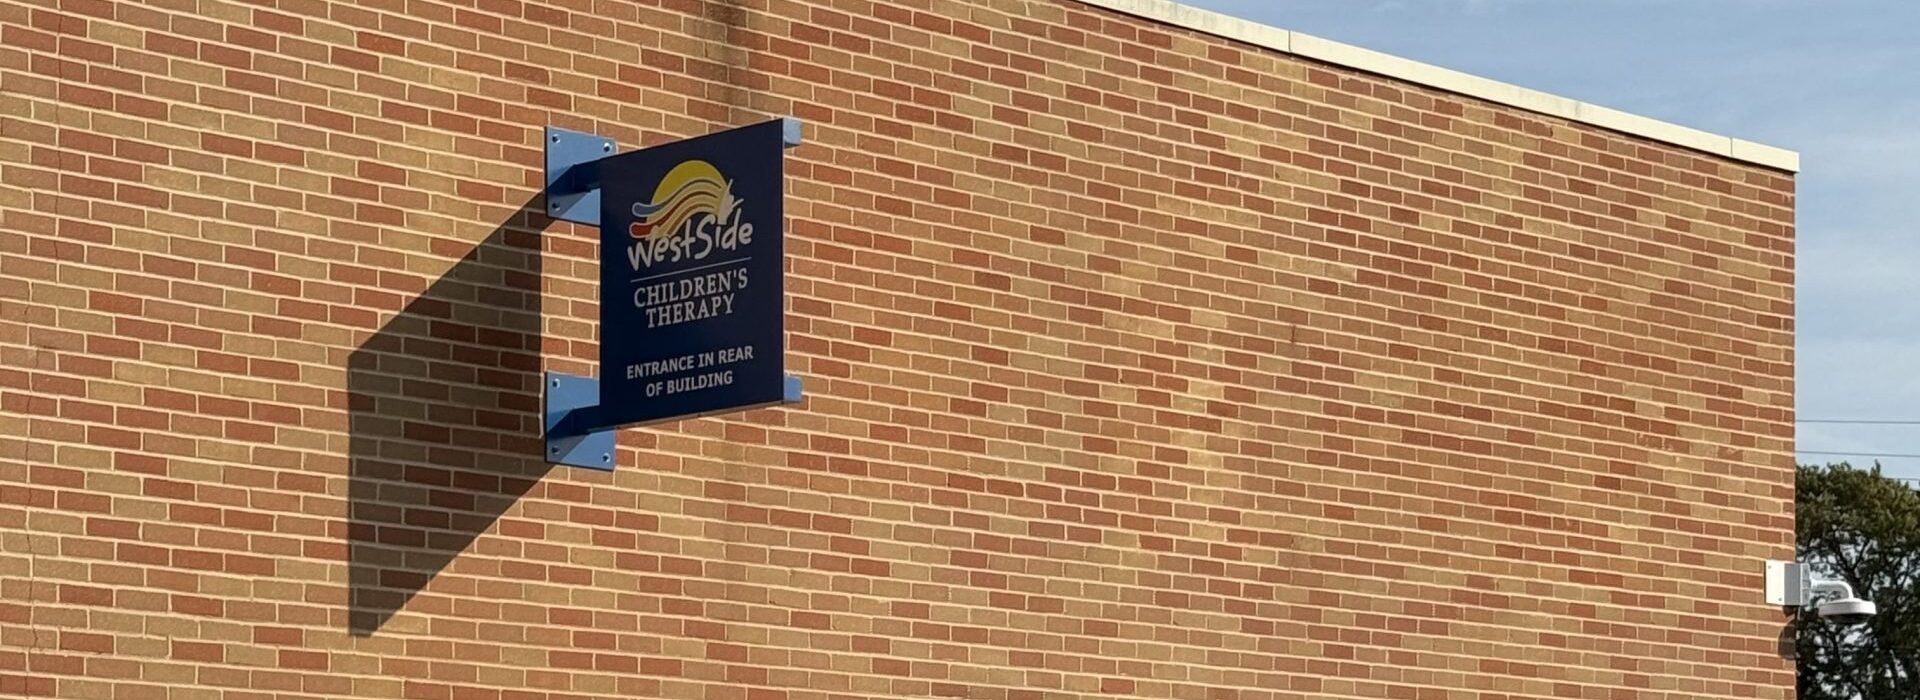 WestSide
CHILDREN'S
THERAPY
ENTRANCE IN REAR
OF BUILDING